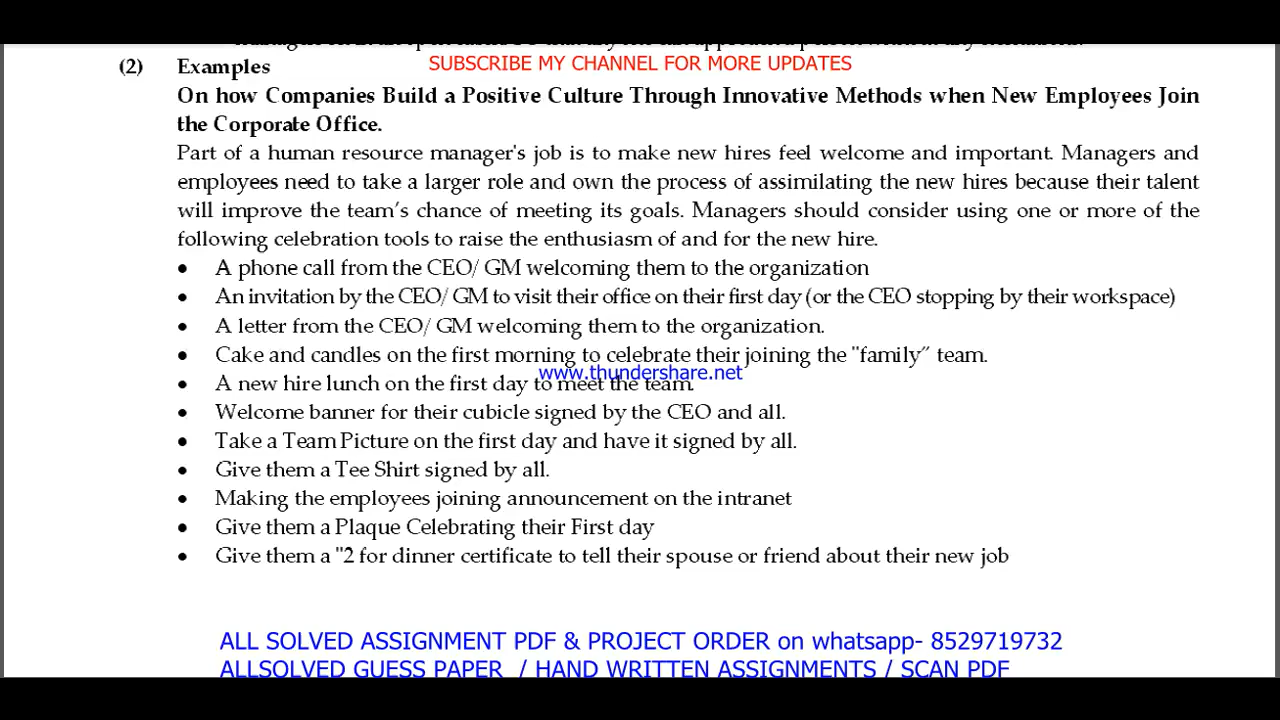 (2) Examples
SUBSCRIBE MY CHANNEL FOR MORE UPDATES
On how Companies Build a Positive Culture Through Innovative Methods when New Employees Join
the Corporate Office.
Part of a human resource manager's job is to make new hires feel welcome and important. Managers and
employees need to take a larger role and own the process of assimilating the new hires because their talent
will improve the team’s chance of meeting its goals. Managers should consider using one or more of the
following celebration tools to raise the enthusiasm of and for the new hire.
• A phone call from the CEO/ GM welcoming them to the organization
• An invitation by the CEO/ GM to visit their office on their first day (or the CEO stopping by their workspace)
• A letter from the CEO/ GM welcoming them to the organization.
• Cake and candles on the first morning to celebrate their joining the "family” team.
www.thundershare.net
• A new hire lunch on the first day to meet the team.
• Welcome banner for their cubicle signed by the CEO and all.
• Take a Team Picture on the first day and have it signed by all.
• Give them a Tee Shirt signed by all.
• Making the employees joining announcement on the intranet
• Give them a Plaque Celebrating their First day
• Give them a "2 for dinner certificate to tell their spouse or friend about their new job
ALL SOLVED ASSIGNMENT PDF & PROJECT ORDER on whatsapp- 8529719732
ALLSOLVED GUESS PAPER / HAND WRITTEN ASSIGNMENTS / SCAN PDF